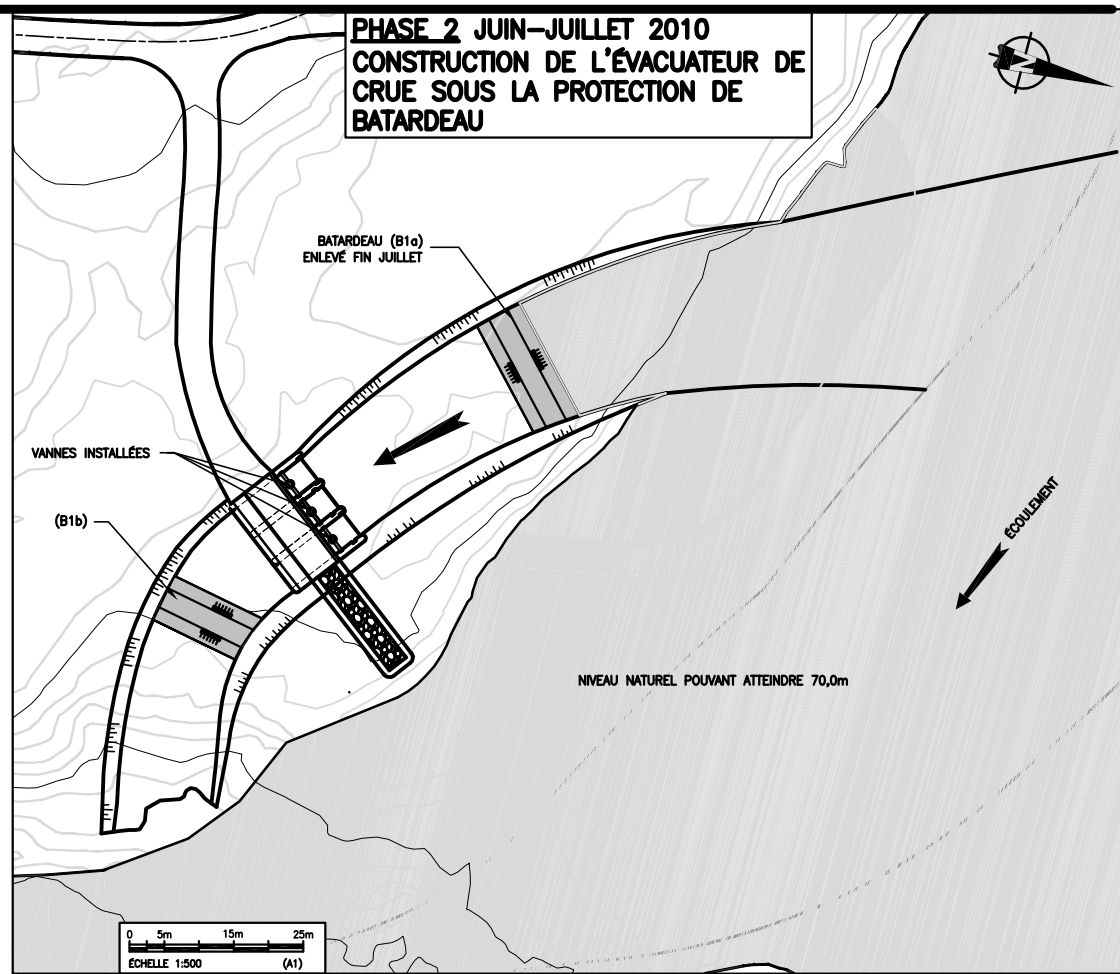 PHASE 2 JUIN-JUILLET 2010
CONSTRUCTION DE L'ÉVACUATEUR DE
CRUE SOUS LA PROTECTION DE
BATARDEAU
N
BATARDEAU (B1a)
ENLEVÉ FIN JUILLET
VANNES INSTALLÉES
(B1b)
ÉCOULEMENT
NIVEAU NATUREL POUVANT ATTEINDRE 70,0m
0 5m 15m 25m
ÉCHELLE 1:500 (A1)